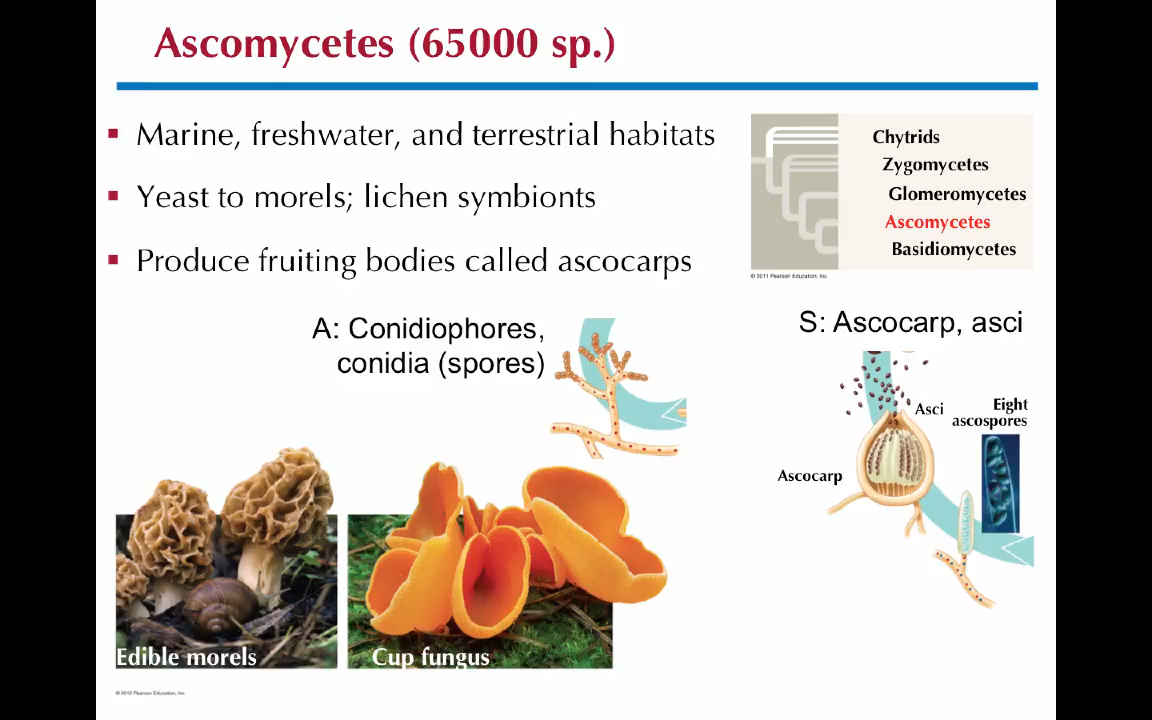 Ascomycetes (65000 sp.)
Marine, freshwater, and terrestrial habitats
Yeast to morels; lichen symbionts
Produce fruiting bodies called ascocarps
Chytrids
Zygomycetes
Glomeromycetes
Ascomycetes
Basidiomycetes
© 2011 Pearson Education, Inc.
A: Conidiophores,
conidia (spores)
S: Ascocarp, asci
Asci
Eight
ascospores
Ascocarp
Edible morels
Cup fungus
© 2012 Pearson Education, Inc.